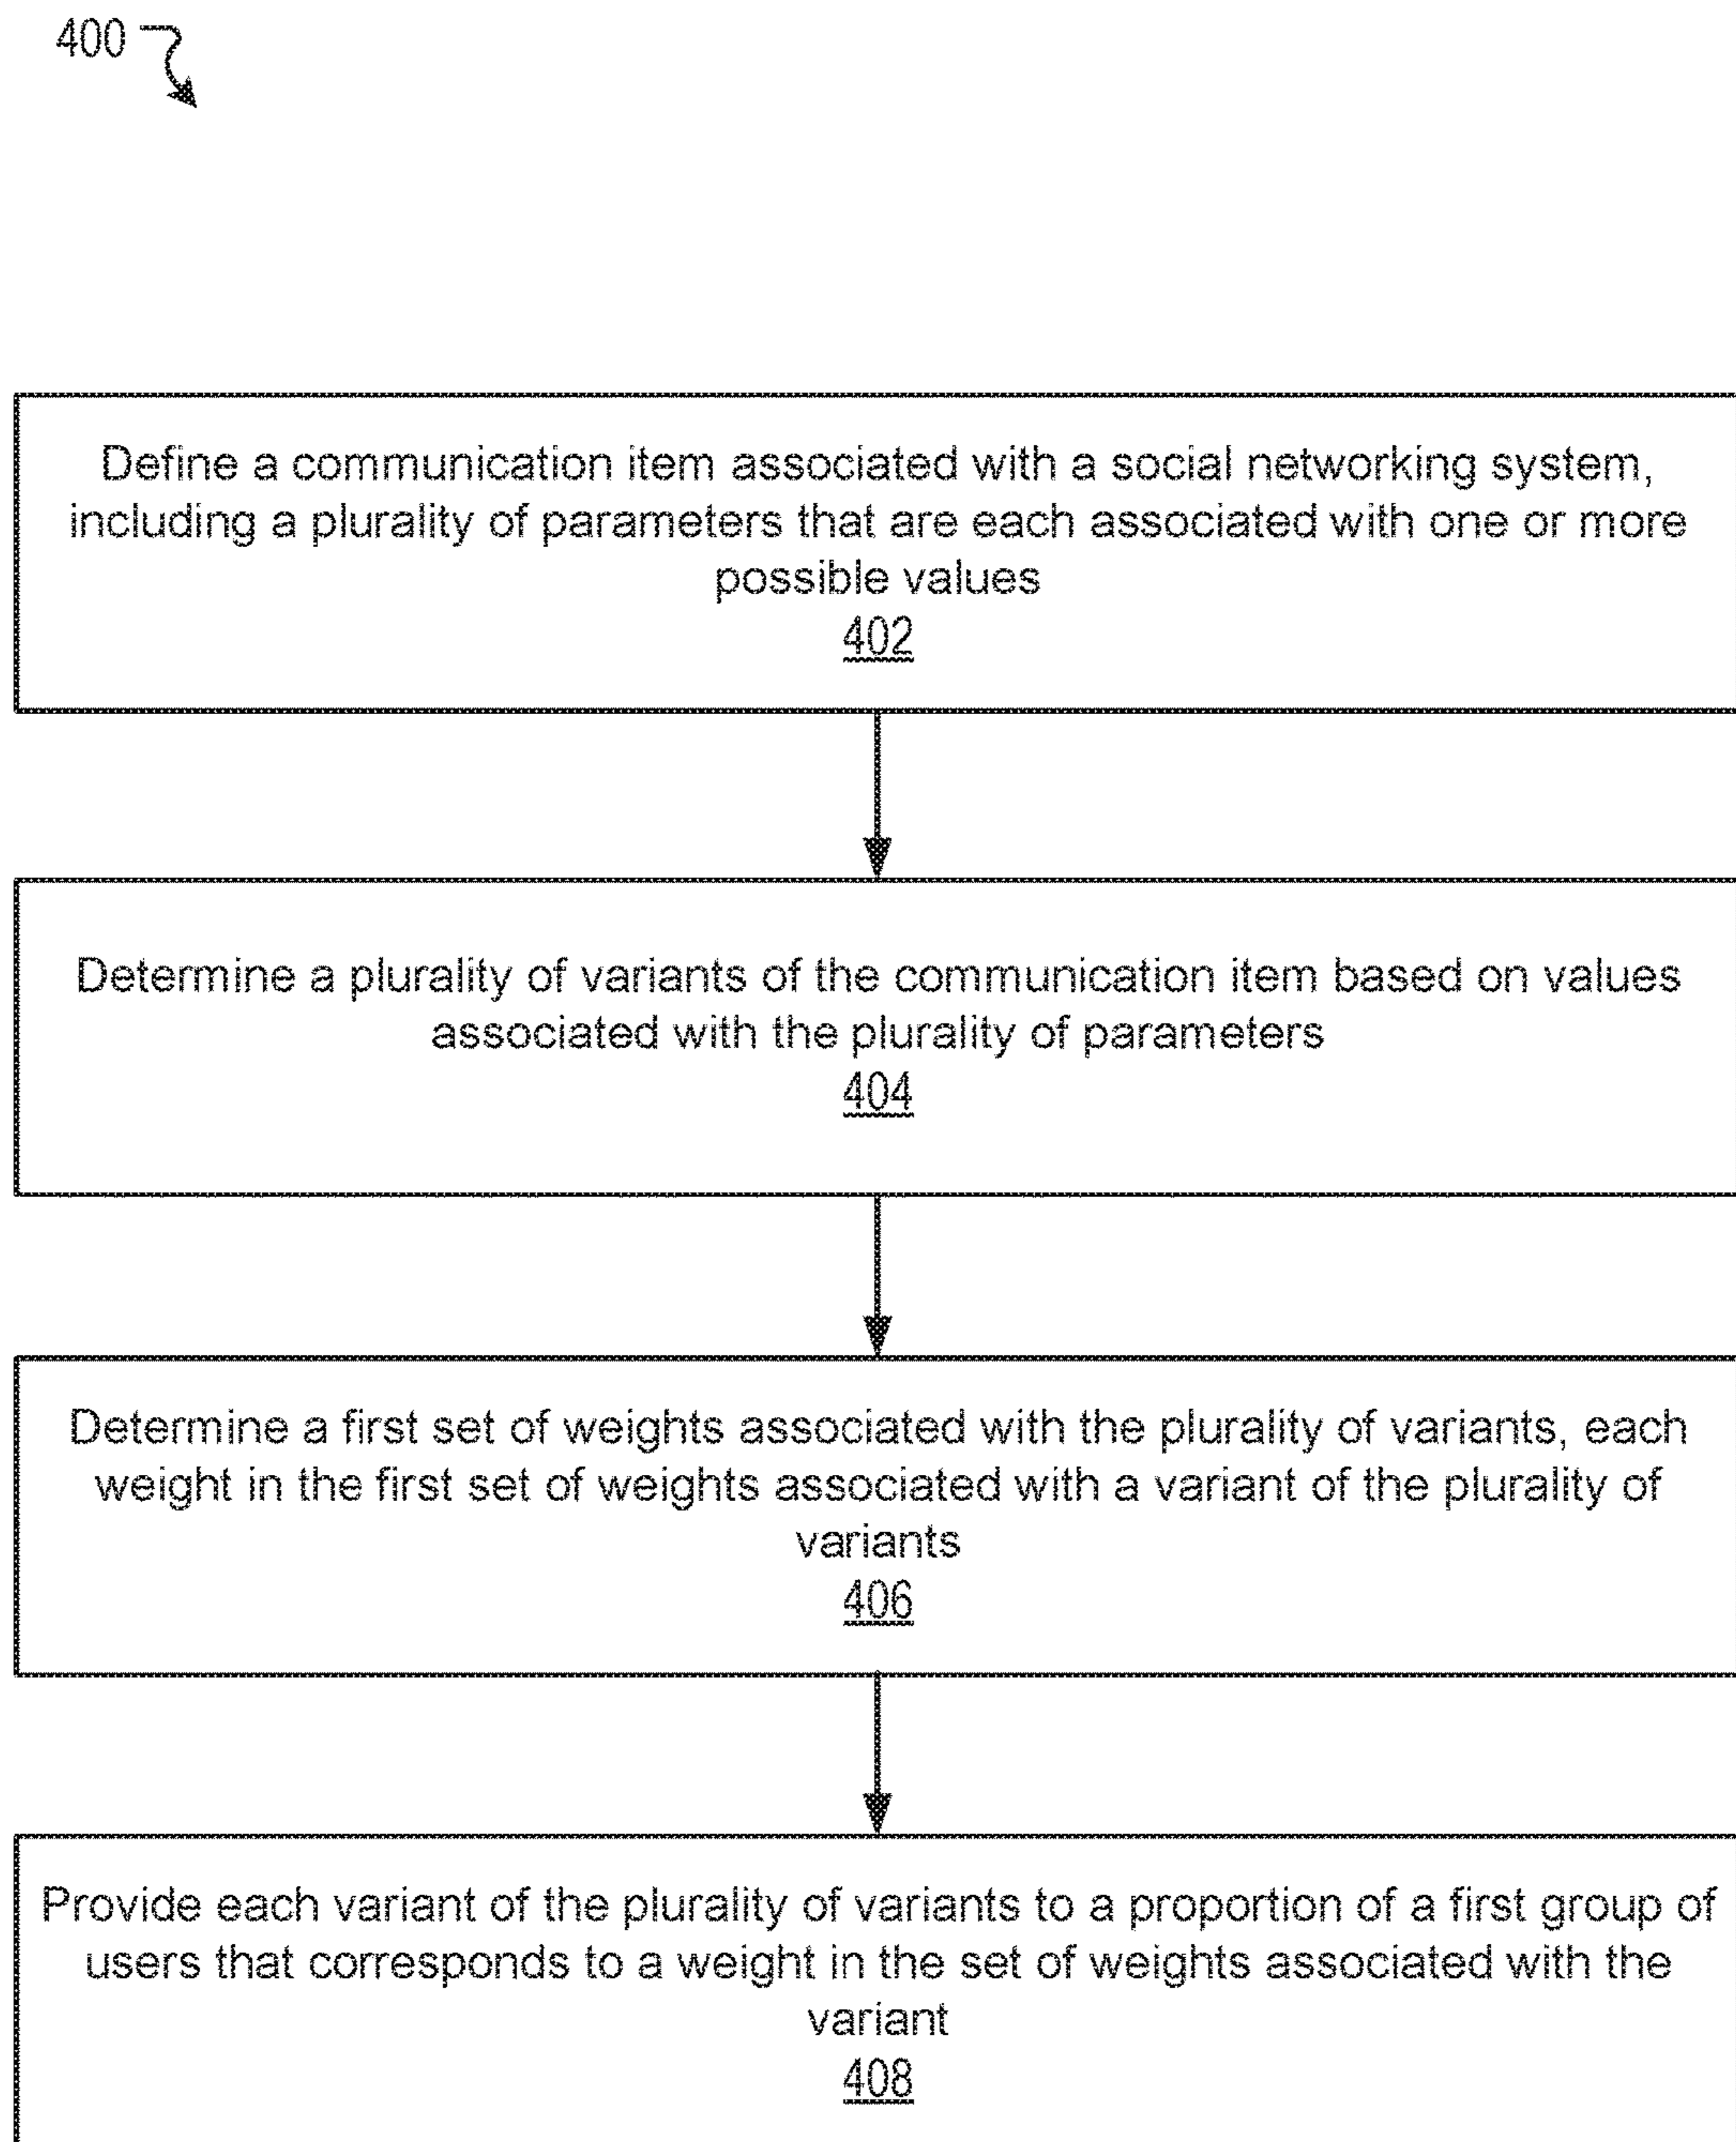 400
Define a communication item associated with a social networking system,
including a plurality of parameters that are each associated with one or more
possible values
402
Determine a plurality of variants of the communication item based on values
associated with the plurality of parameters
404
Determine a first set of weights associated with the plurality of variants, each
weight in the first set of weights associated with a variant of the plurality of
variants
406
Provide each variant of the plurality of variants to a proportion of a first group of
users that corresponds to a weight in the set of weights associated with the
variant
408